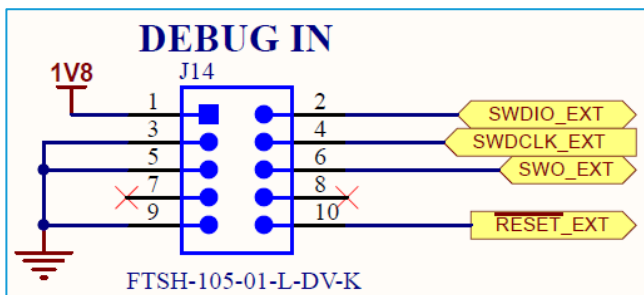 DEBUG IN
1V8
J14
1 2 SWDIO_EXT
3 4 SWDCLK_EXT
5 6 SWO_EXT
7 8
9 10 RESET_EXT
FTSH-105-01-L-DV-K